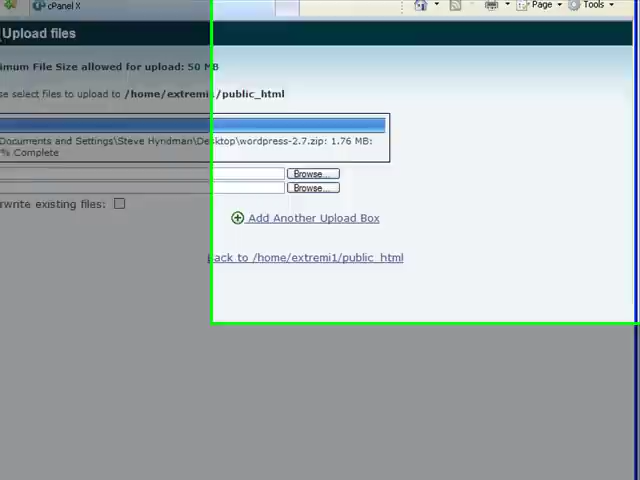 cPanel X
Page
Tools
Upload files
imum File Size allowed for upload: 50 MB
se select files to upload to /home/extremi1/public_html
Documents and Settings\Steve Hyndman\Desktop\wordpress-2.7.zip: 1.76 MB:
% Complete
Browse...
Browse...
rwrite existing files:
Add Another Upload Box
Back to /home/extremi1/public_html